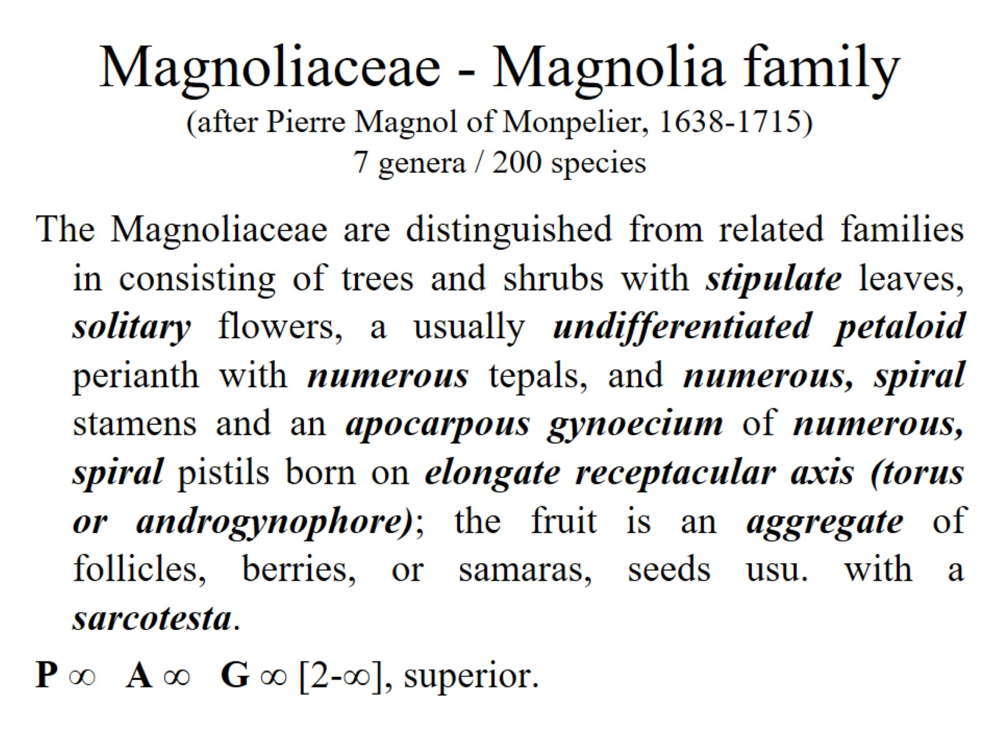 Magnoliaceae - Magnolia family
(after Pierre Magnol of Monpelier, 1638-1715)
7 genera / 200 species
The Magnoliaceae are distinguished from related families
in consisting of trees and shrubs with stipulate leaves,
solitary flowers, a usually undifferentiated petaloid
perianth with numerous tepals, and numerous, spiral
stamens and an apocarpous gynoecium of numerous,
spiral pistils born on elongate receptacular axis (torus
or androgynophore); the fruit is an aggregate of
follicles, berries, or samaras, seeds usu. with a
sarcotesta.
P ∞ A ∞ G ∞ [2-∞], superior.